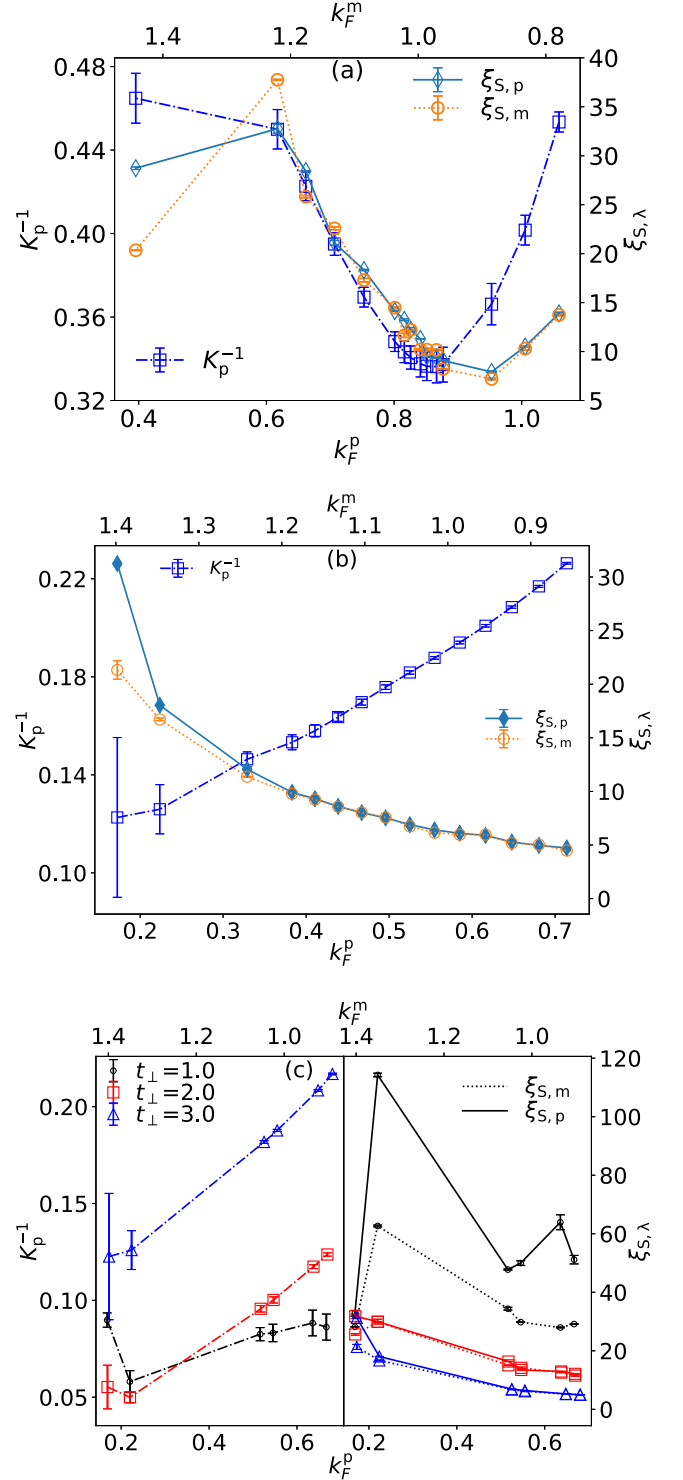 k_F^m
1.4 1.2 1.0 0.8
(a)
ξ_S,p
ξ_S,m
0.48 0.44 0.40 0.36 0.32
K_p^−1
40 35 30 25 20 15 10 5
ξ_S,λ
K_p^−1
0.4 0.6 0.8 1.0
k_F^p
k_F^m
1.4 1.3 1.2 1.1 1.0 0.9
K_p^−1
(b)
0.22 0.18 0.14 0.10
K_p^−1
30 25 20 15 10 5 0
ξ_S,λ
ξ_S,p
ξ_S,m
0.2 0.3 0.4 0.5 0.6 0.7
k_F^p
k_F^m
1.4 1.2 1.0 1.4 1.2 1.0
t_⊥=1.0
t_⊥=2.0
t_⊥=3.0
(c)
ξ_S,m
ξ_S,p
0.20 0.15 0.10 0.05
K_p^−1
120 100 80 60 40 20 0
ξ_S,λ
0.2 0.4 0.6 0.2 0.4 0.6
k_F^p